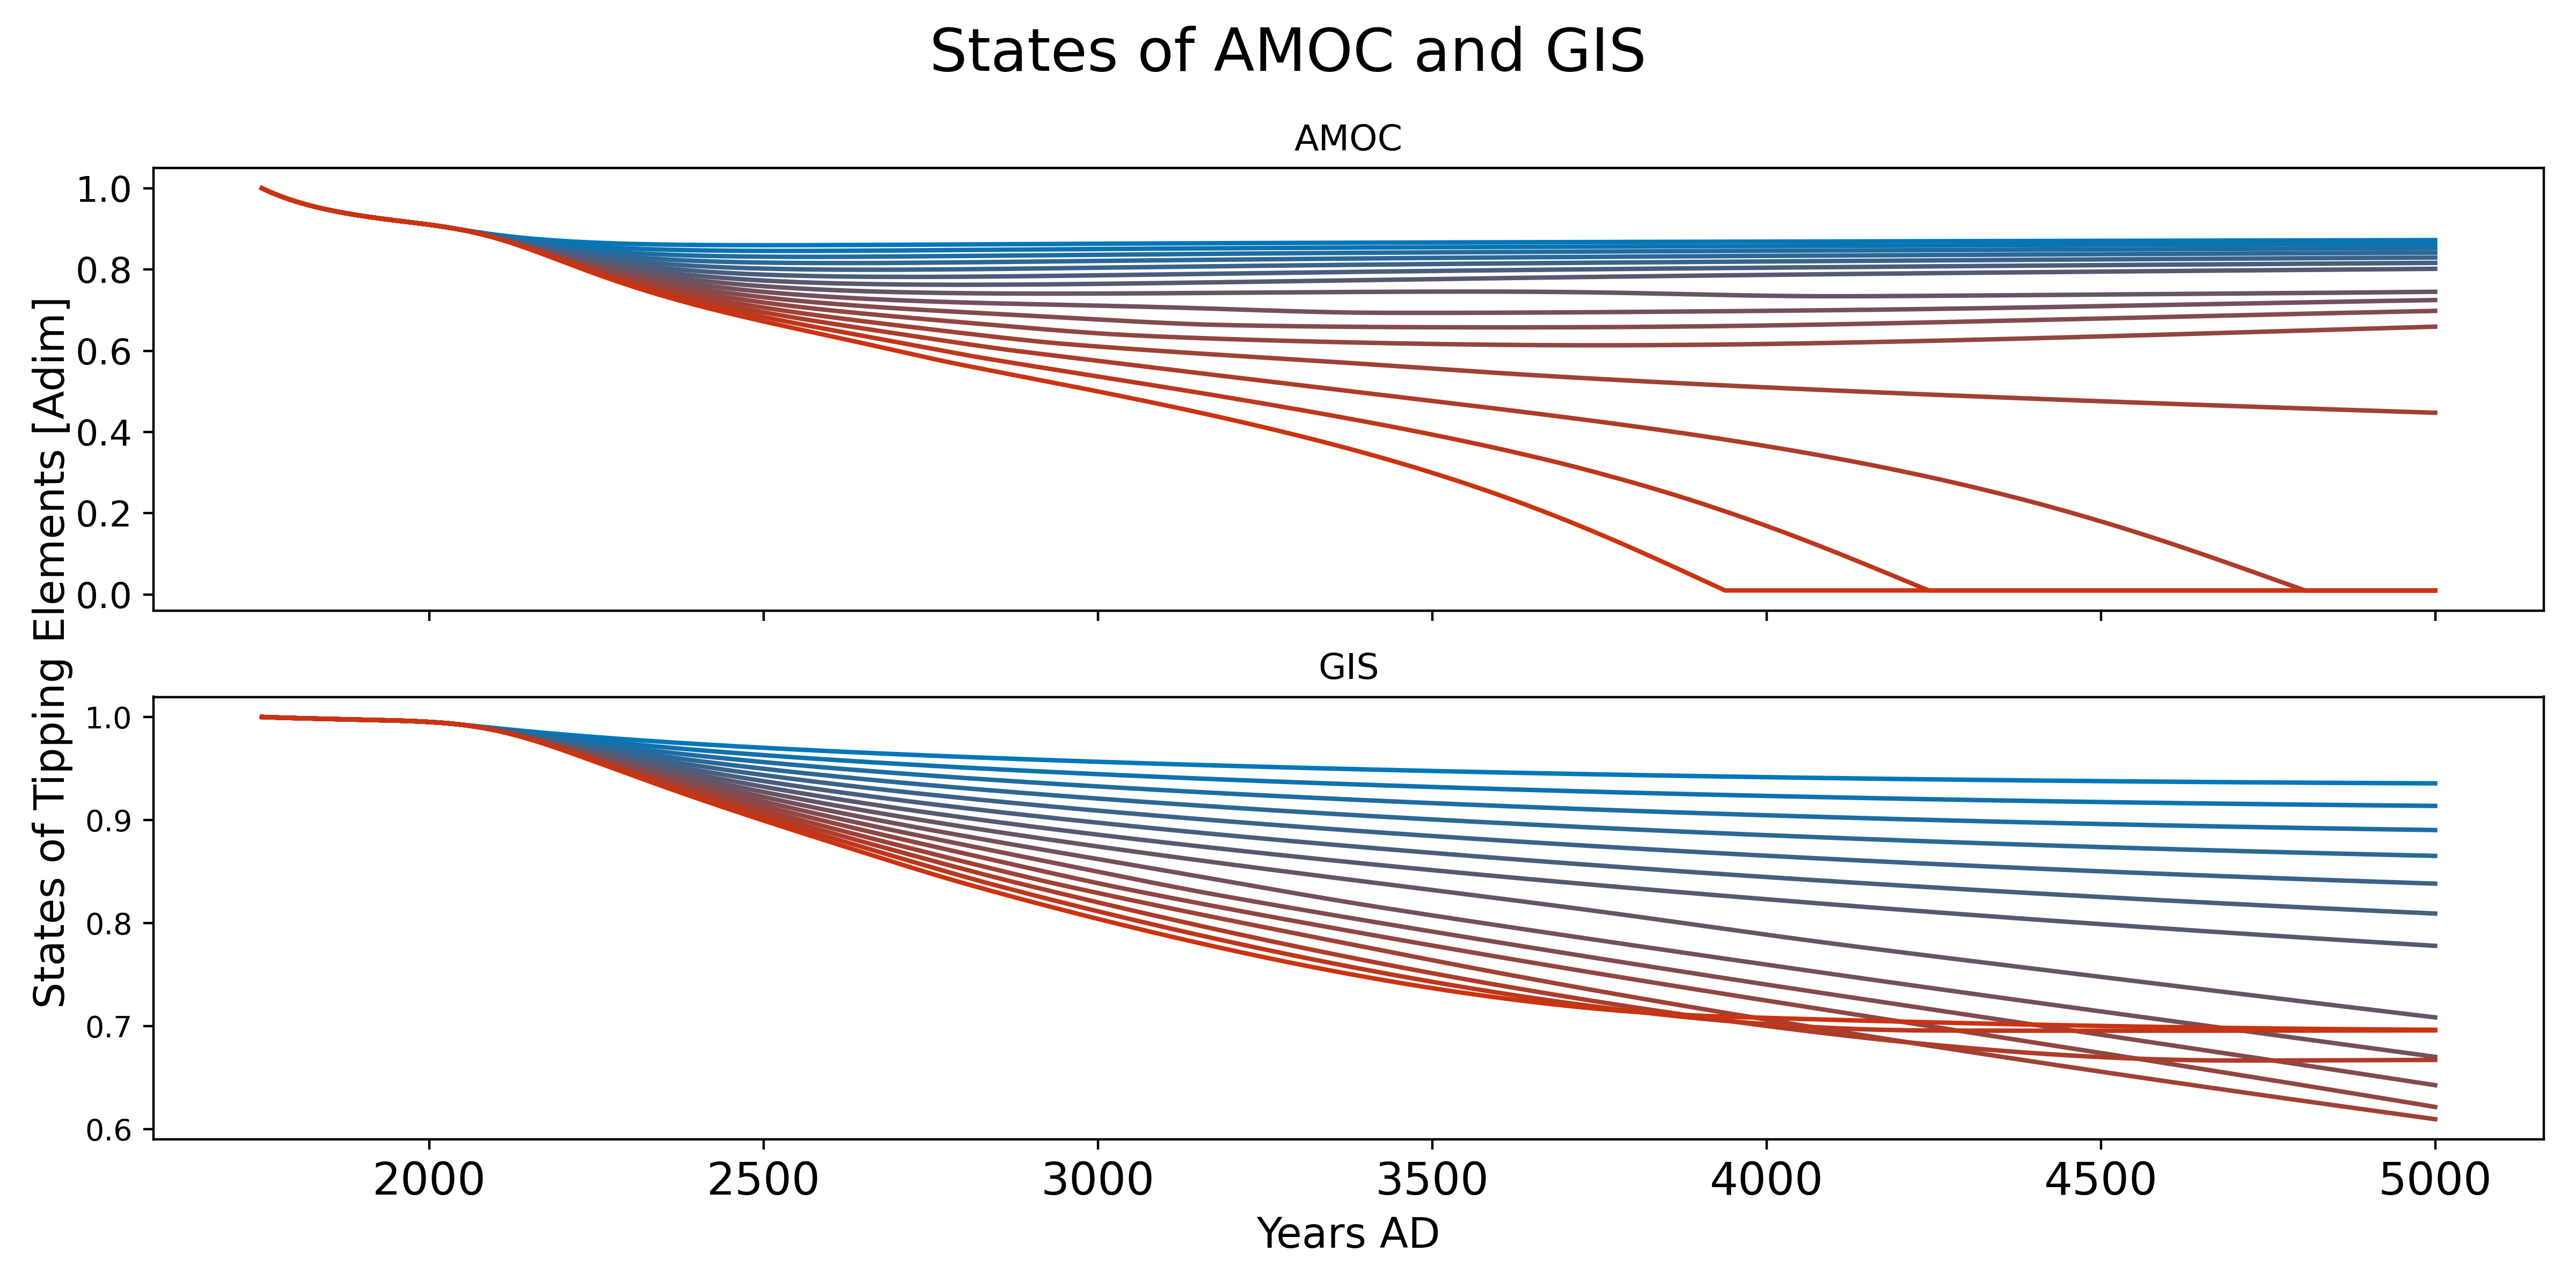 States of AMOC and GIS
AMOC
1.0
0.8
0.6
0.4
0.2
0.0
States of Tipping Elements [Adim]
GIS
1.0
0.9
0.8
0.7
0.6
2000 2500 3000 3500 4000 4500 5000
Years AD